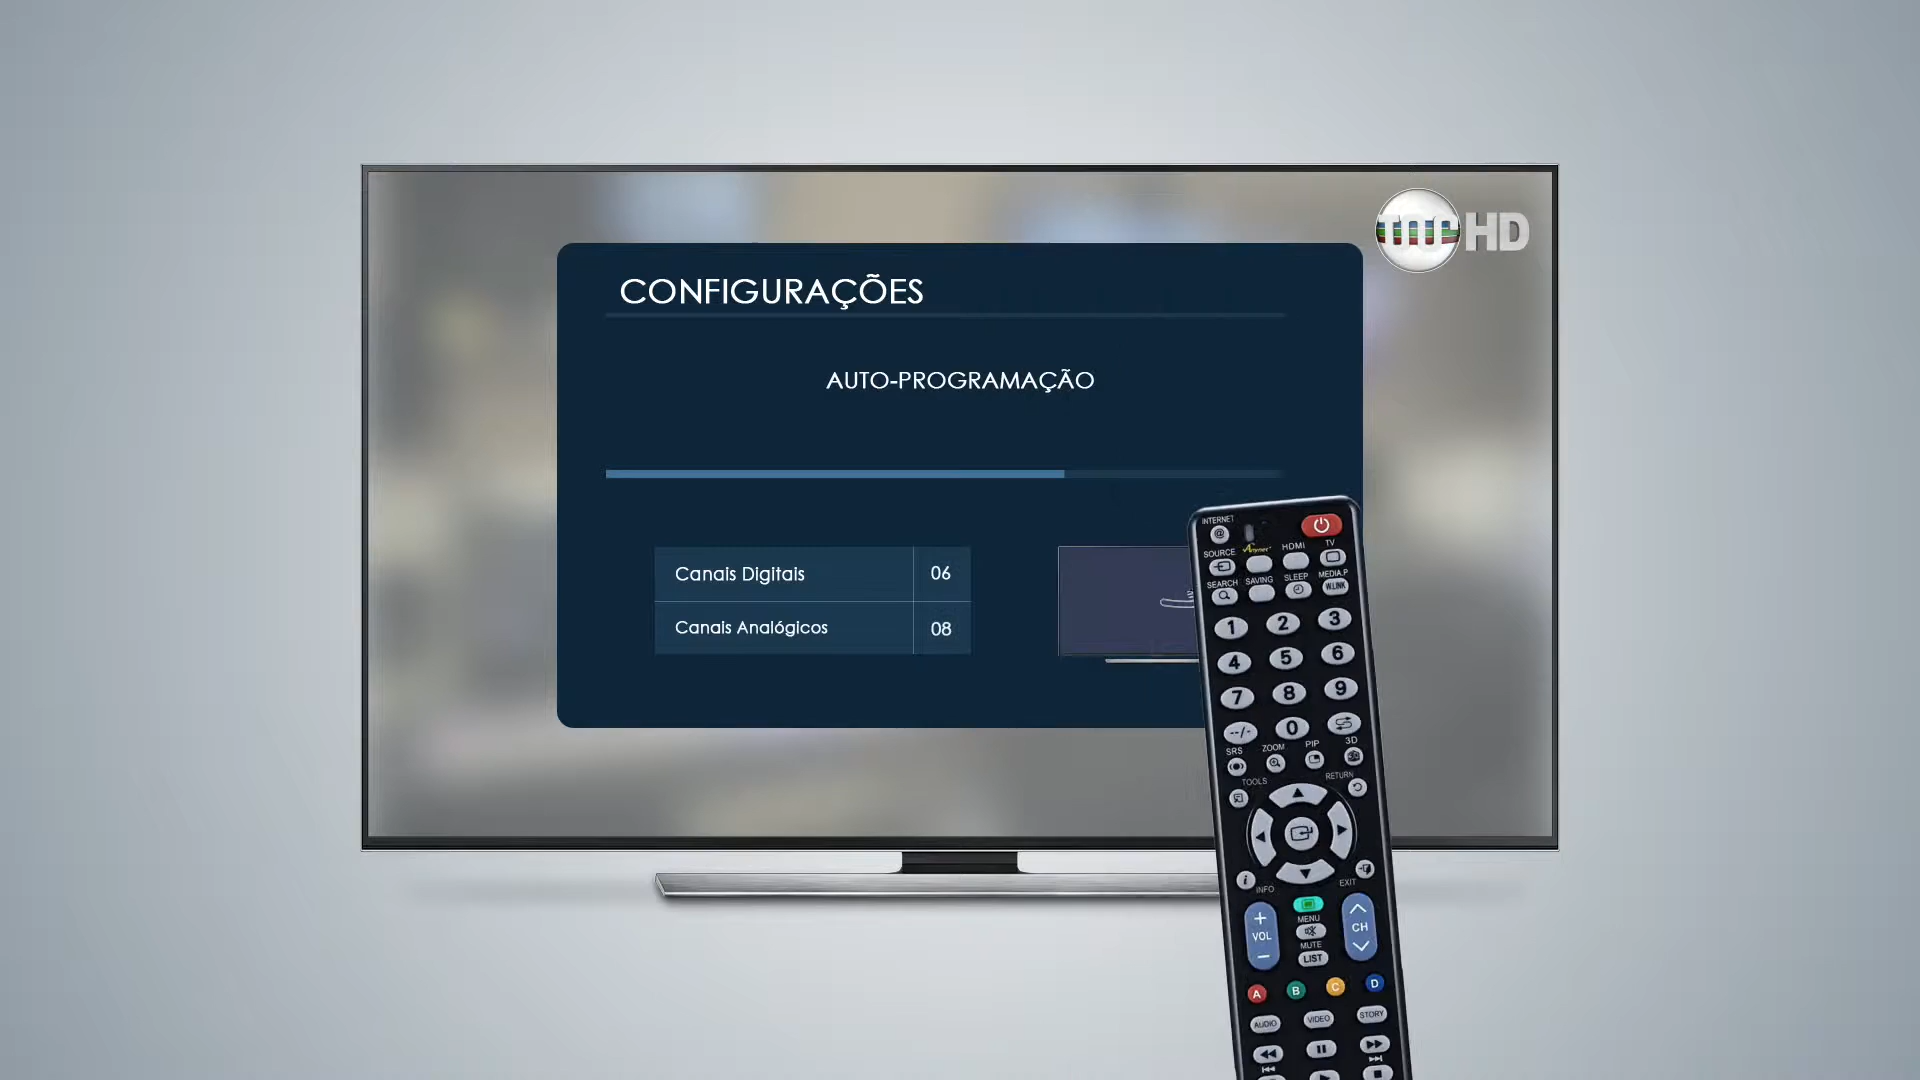 HD
CONFIGURAÇÕES
AUTO-PROGRAMAÇÃO
Canais Digitais 06
Canais Analógicos 08
INTERNET
@
SOURCE Anynet+ HDMI TV
SEARCH SAVING SLEEP MEDIA.P
W.LINK
1 2 3
4 5 6
7 8 9
--/- 0
SRS ZOOM PIP 3D
TOOLS RETURN
i INFO EXIT
+ MENU
VOL MUTE CH
− LIST
A B C D
AUDIO VIDEO STORY